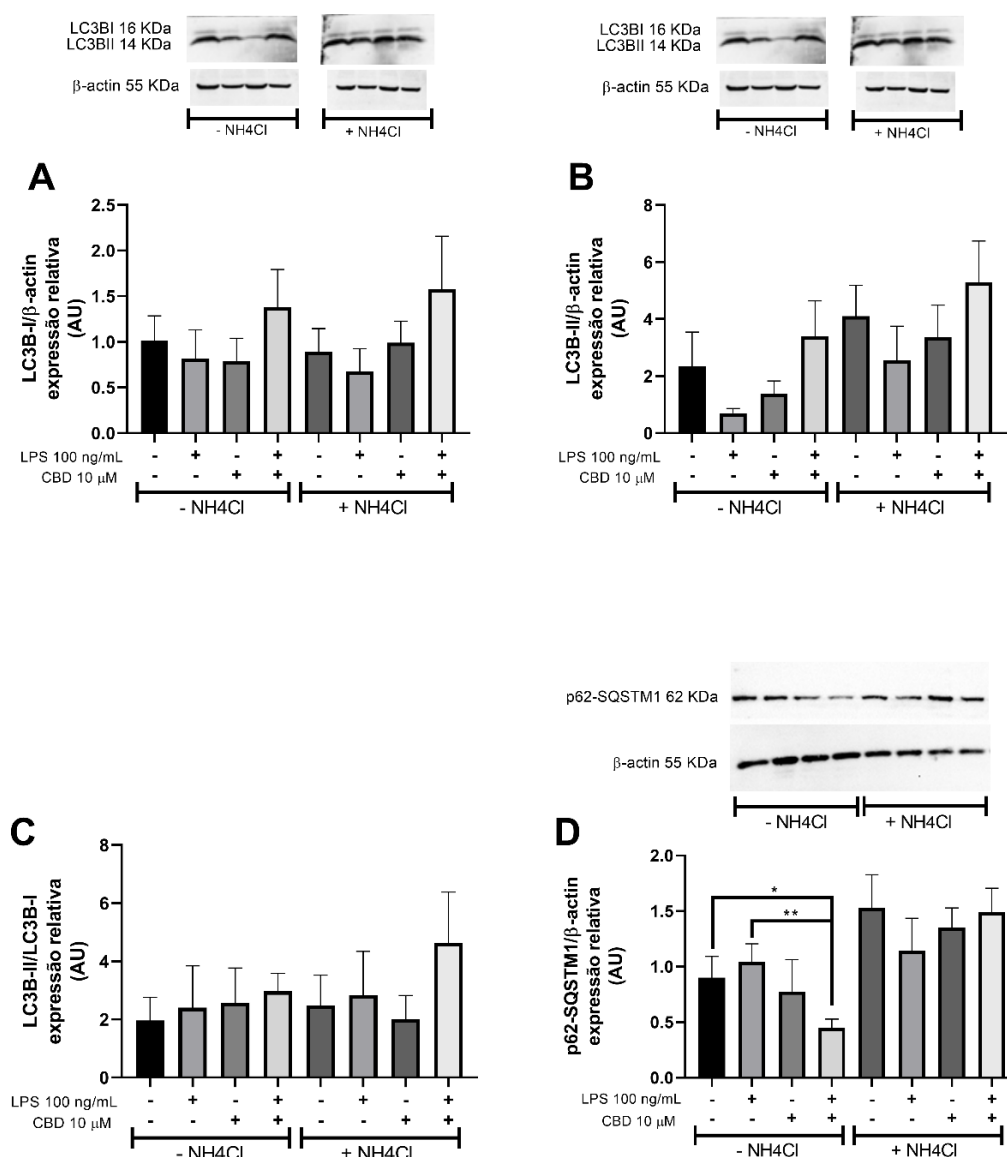 LC3BI 16 KDa
LC3BII 14 KDa
β-actin 55 KDa
- NH4Cl + NH4Cl
LC3BI 16 KDa
LC3BII 14 KDa
β-actin 55 KDa
- NH4Cl + NH4Cl
A
LC3B-I/β-actin
expressão relativa
(AU)
2.5
2.0
1.5
1.0
0.5
0.0
LPS 100 ng/mL - + - + - + - +
CBD 10 μM - - + + - - + +
- NH4Cl + NH4Cl
B
LC3B-II/β-actin
expressão relativa
(AU)
8
6
4
2
0
LPS 100 ng/mL - + - + - + - +
CBD 10 μM - - + + - - + +
- NH4Cl + NH4Cl
C
LC3B-II/LC3B-I
expressão relativa
(AU)
8
6
4
2
0
LPS 100 ng/mL - + - + - + - +
CBD 10 μM - - + + - - + +
- NH4Cl + NH4Cl
p62-SQSTM1 62 KDa
β-actin 55 KDa
- NH4Cl + NH4Cl
D
p62-SQSTM1/β-actin
expressão relativa
(AU)
2.0
1.5
1.0
0.5
0.0
*
**
LPS 100 ng/mL - + - + - + - +
CBD 10 μM - - + + - - + +
- NH4Cl + NH4Cl